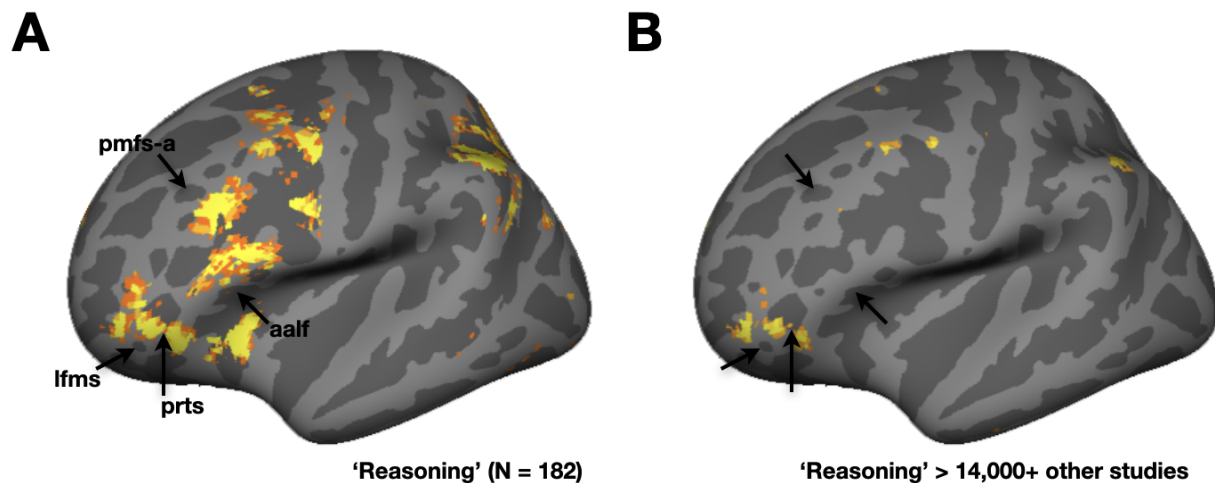 A
B
pmfs-a
aalf
lfms
prts
‘Reasoning’ (N = 182)
‘Reasoning’ > 14,000+ other studies